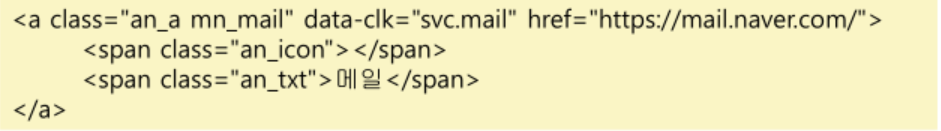 <a class="an_a mn_mail" data-clk="svc.mail" href="https://mail.naver.com/">
<span class="an_icon"></span>
<span class="an_txt">메일</span>
</a>